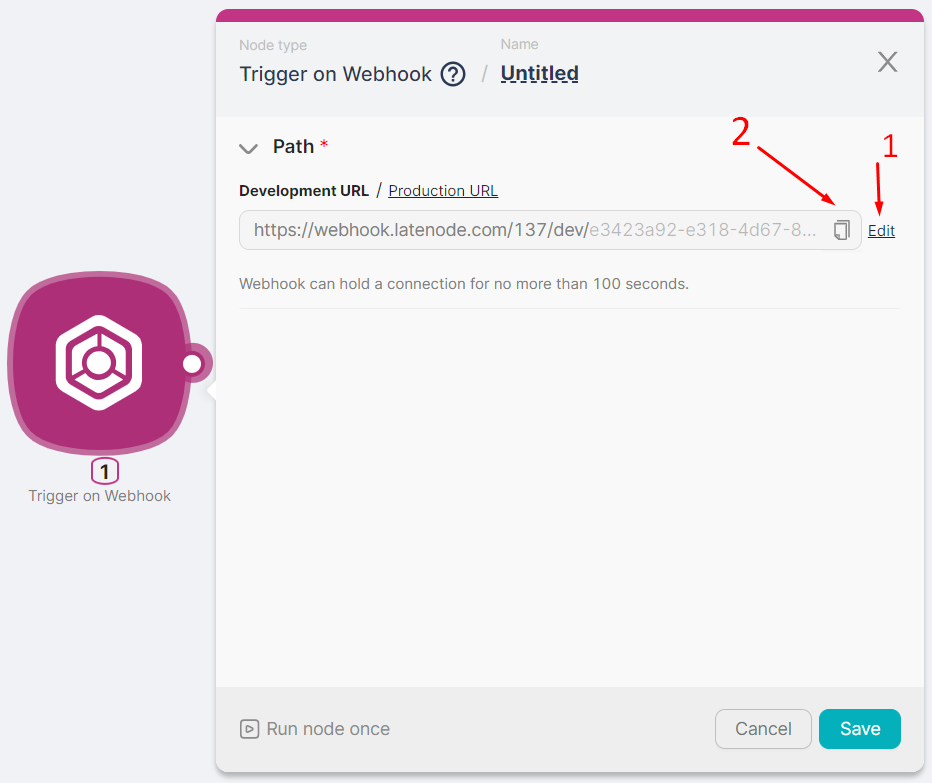 Node type
Name
Trigger on Webhook ? / Untitled
2
1
Path *
Development URL / Production URL
https://webhook.latenode.com/137/dev/e3423a92-e318-4d67-8...
Edit
Webhook can hold a connection for no more than 100 seconds.
1
Trigger on Webhook
Run node once
Cancel
Save